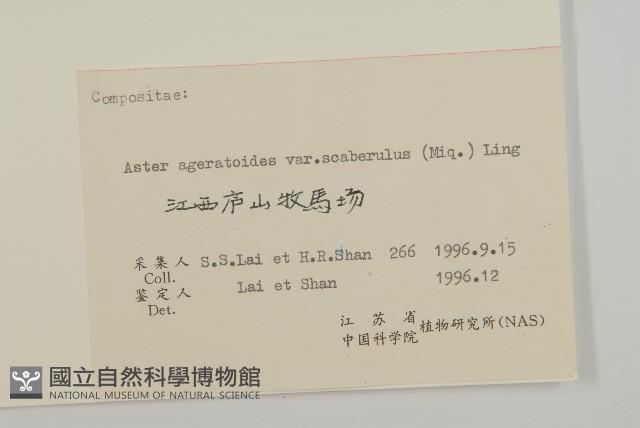 Compositae:
Aster ageratoides var.scaberulus (Miq.) Ling
江西庐山牧馬场
采集人 S.S.Lai et H.R.Shan 266 1996.9.15
Coll.
鉴定人 Lai et Shan 1996.12
Det.
江苏省
中国科学院 植物研究所(NAS)
國立自然科學博物館
NATIONAL MUSEUM OF NATURAL SCIENCE